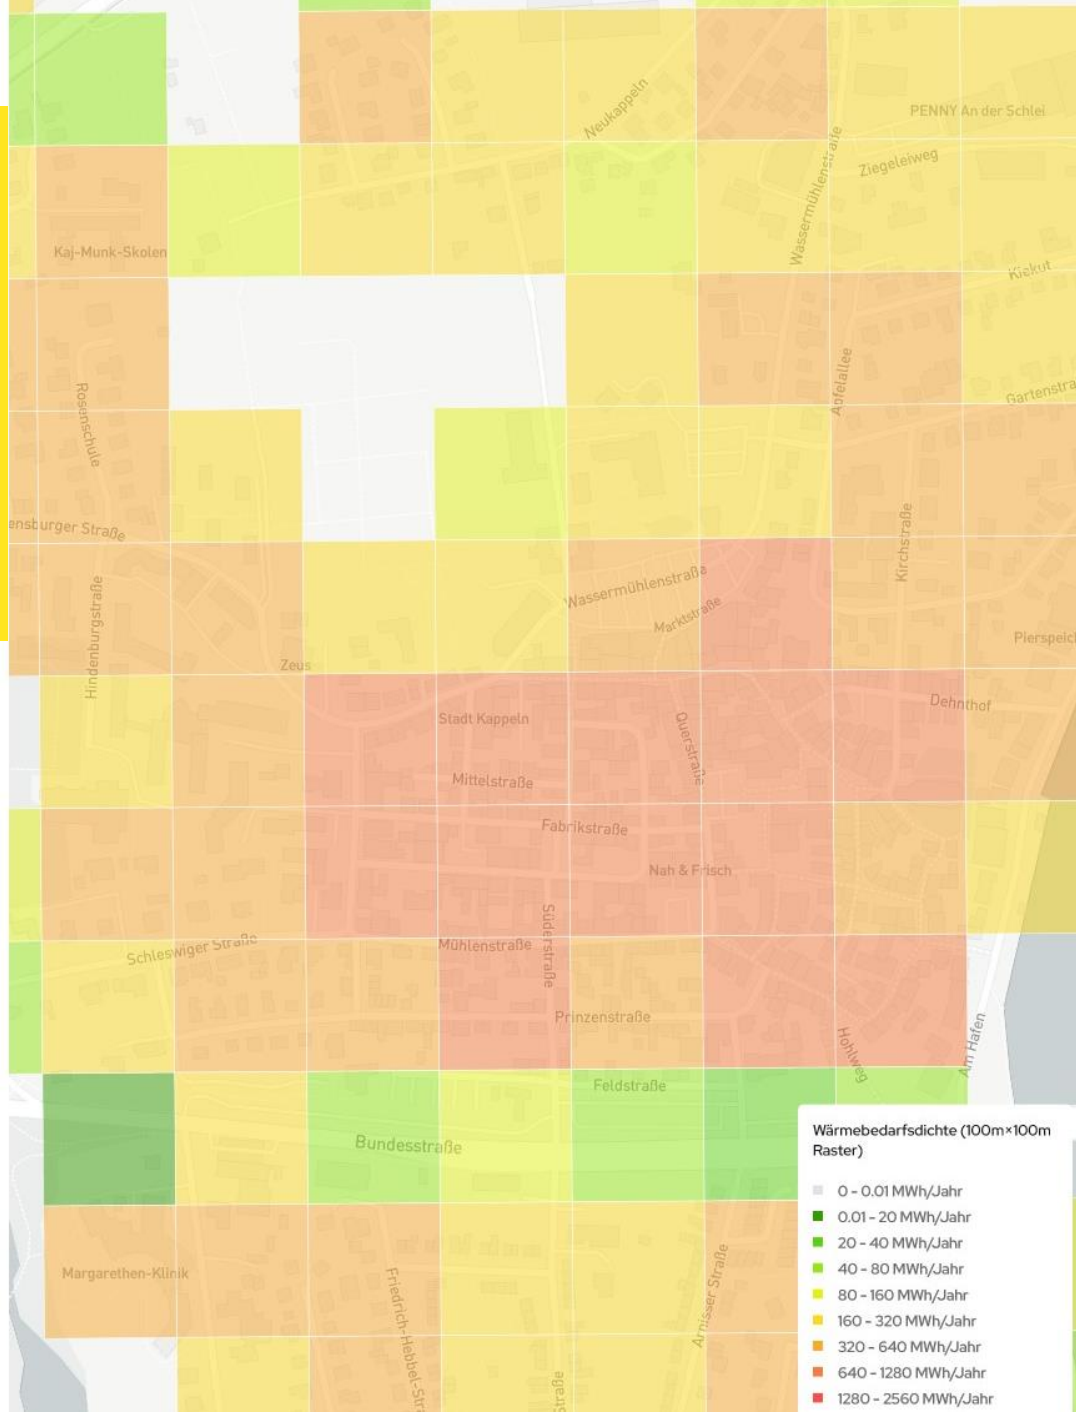 Neukappeln
PENNY An der Schlei
Ziegeleiweg
Wassermühlenstraße
Kaj-Munk-Skolen
Kiekut
Rosenschule
Apfelallee
Gartenstra
ensburger Straße
Kirchstraße
Wassermühlenstraße
Marktstraße
Hindenburgstraße
Pierspeich
Zeus
Dehnthof
Stadt Kappeln
Querstraße
Mittelstraße
Fabrikstraße
Nah & Frisch
Süderstraße
Schleswiger Straße
Mühlenstraße
Prinzenstraße
Hohlweg
Am Hafen
Feldstraße
Bundesstraße
Margarethen-Klinik
Friedrich-Hebbel-Stra
Arnisser Straße
Straße
Wärmebedarfsdichte (100m×100m
Raster)
0 - 0.01 MWh/Jahr
0.01 - 20 MWh/Jahr
20 - 40 MWh/Jahr
40 - 80 MWh/Jahr
80 - 160 MWh/Jahr
160 - 320 MWh/Jahr
320 - 640 MWh/Jahr
640 - 1280 MWh/Jahr
1280 - 2560 MWh/Jahr